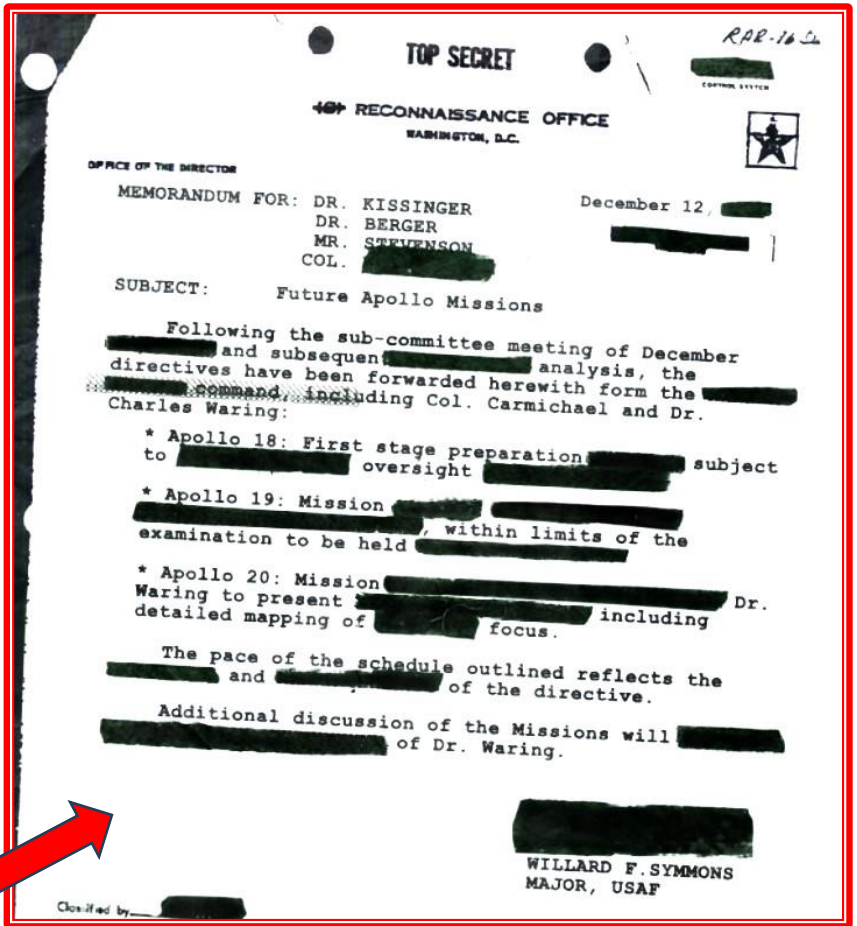 RAR-16
TOP SECRET
CONTROL SYSTEM
RECONNAISSANCE OFFICE
WASHINGTON, D.C.
OFFICE OF THE DIRECTOR
MEMORANDUM FOR: DR. KISSINGER December 12,
DR. BERGER
MR. STEVENSON
COL.
SUBJECT: Future Apollo Missions
Following the sub-committee meeting of December
and subsequen analysis, the
directives have been forwarded herewith form the
command, including Col. Carmichael and Dr.
Charles Waring:
* Apollo 18: First stage preparation subject
to oversight
* Apollo 19: Mission
, within limits of the
examination to be held
* Apollo 20: Mission Dr.
Waring to present including
detailed mapping of focus.
The pace of the schedule outlined reflects the
and of the directive.
Additional discussion of the Missions will
of Dr. Waring.
WILLARD F.SYMMONS
MAJOR, USAF
Classified by